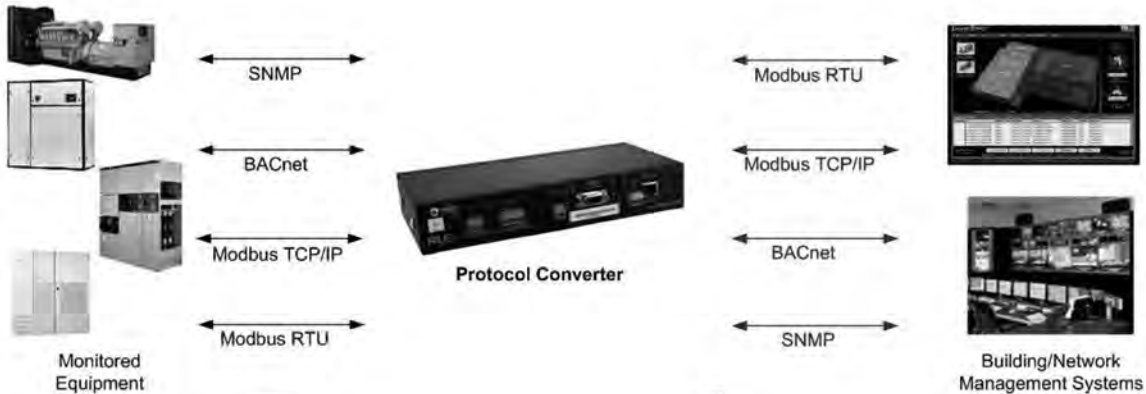 SNMP
Modbus RTU
BACnet
Modbus TCP/IP
Modbus TCP/IP
BACnet
Protocol Converter
Modbus RTU
SNMP
Monitored
Equipment
Building/Network
Management Systems